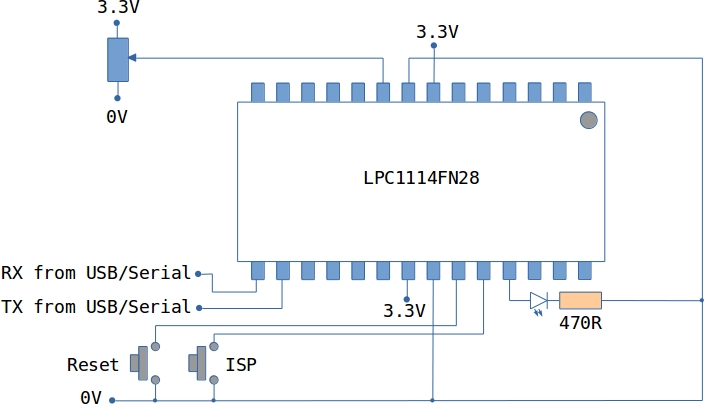 3.3V
3.3V
0V
LPC1114FN28
RX from USB/Serial
TX from USB/Serial
3.3V
470R
Reset
ISP
0V